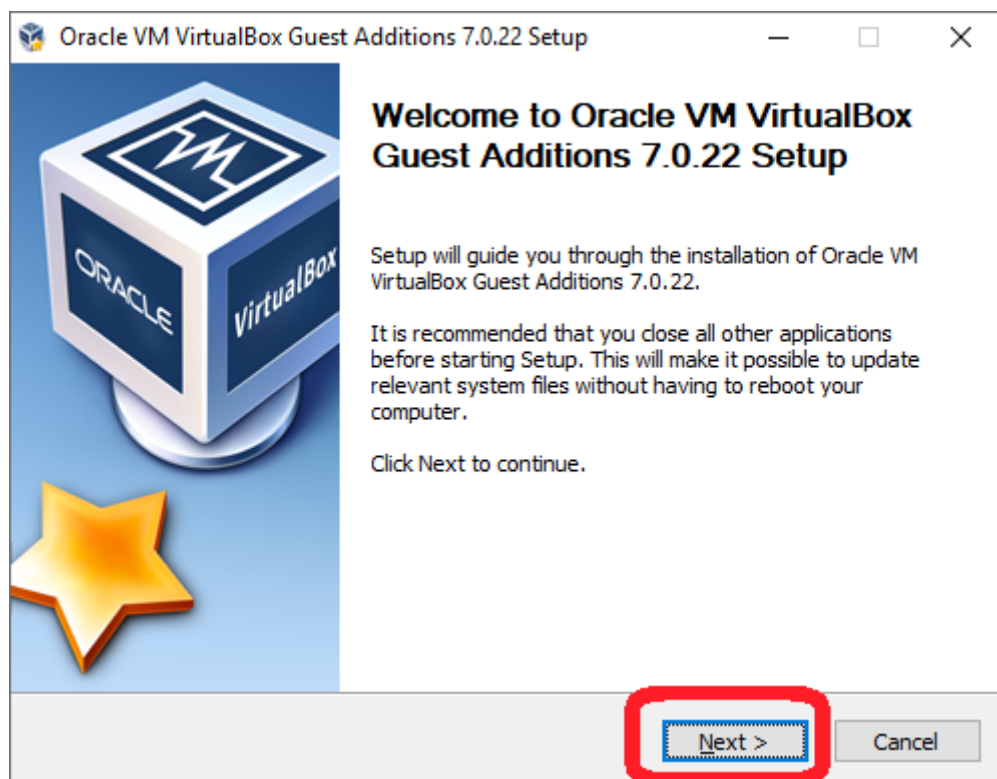 Oracle VM VirtualBox Guest Additions 7.0.22 Setup
Welcome to Oracle VM VirtualBox
Guest Additions 7.0.22 Setup
ORACLE
VirtualBox
Setup will guide you through the installation of Oracle VM
VirtualBox Guest Additions 7.0.22.
It is recommended that you close all other applications
before starting Setup. This will make it possible to update
relevant system files without having to reboot your
computer.
Click Next to continue.
Next >
Cancel